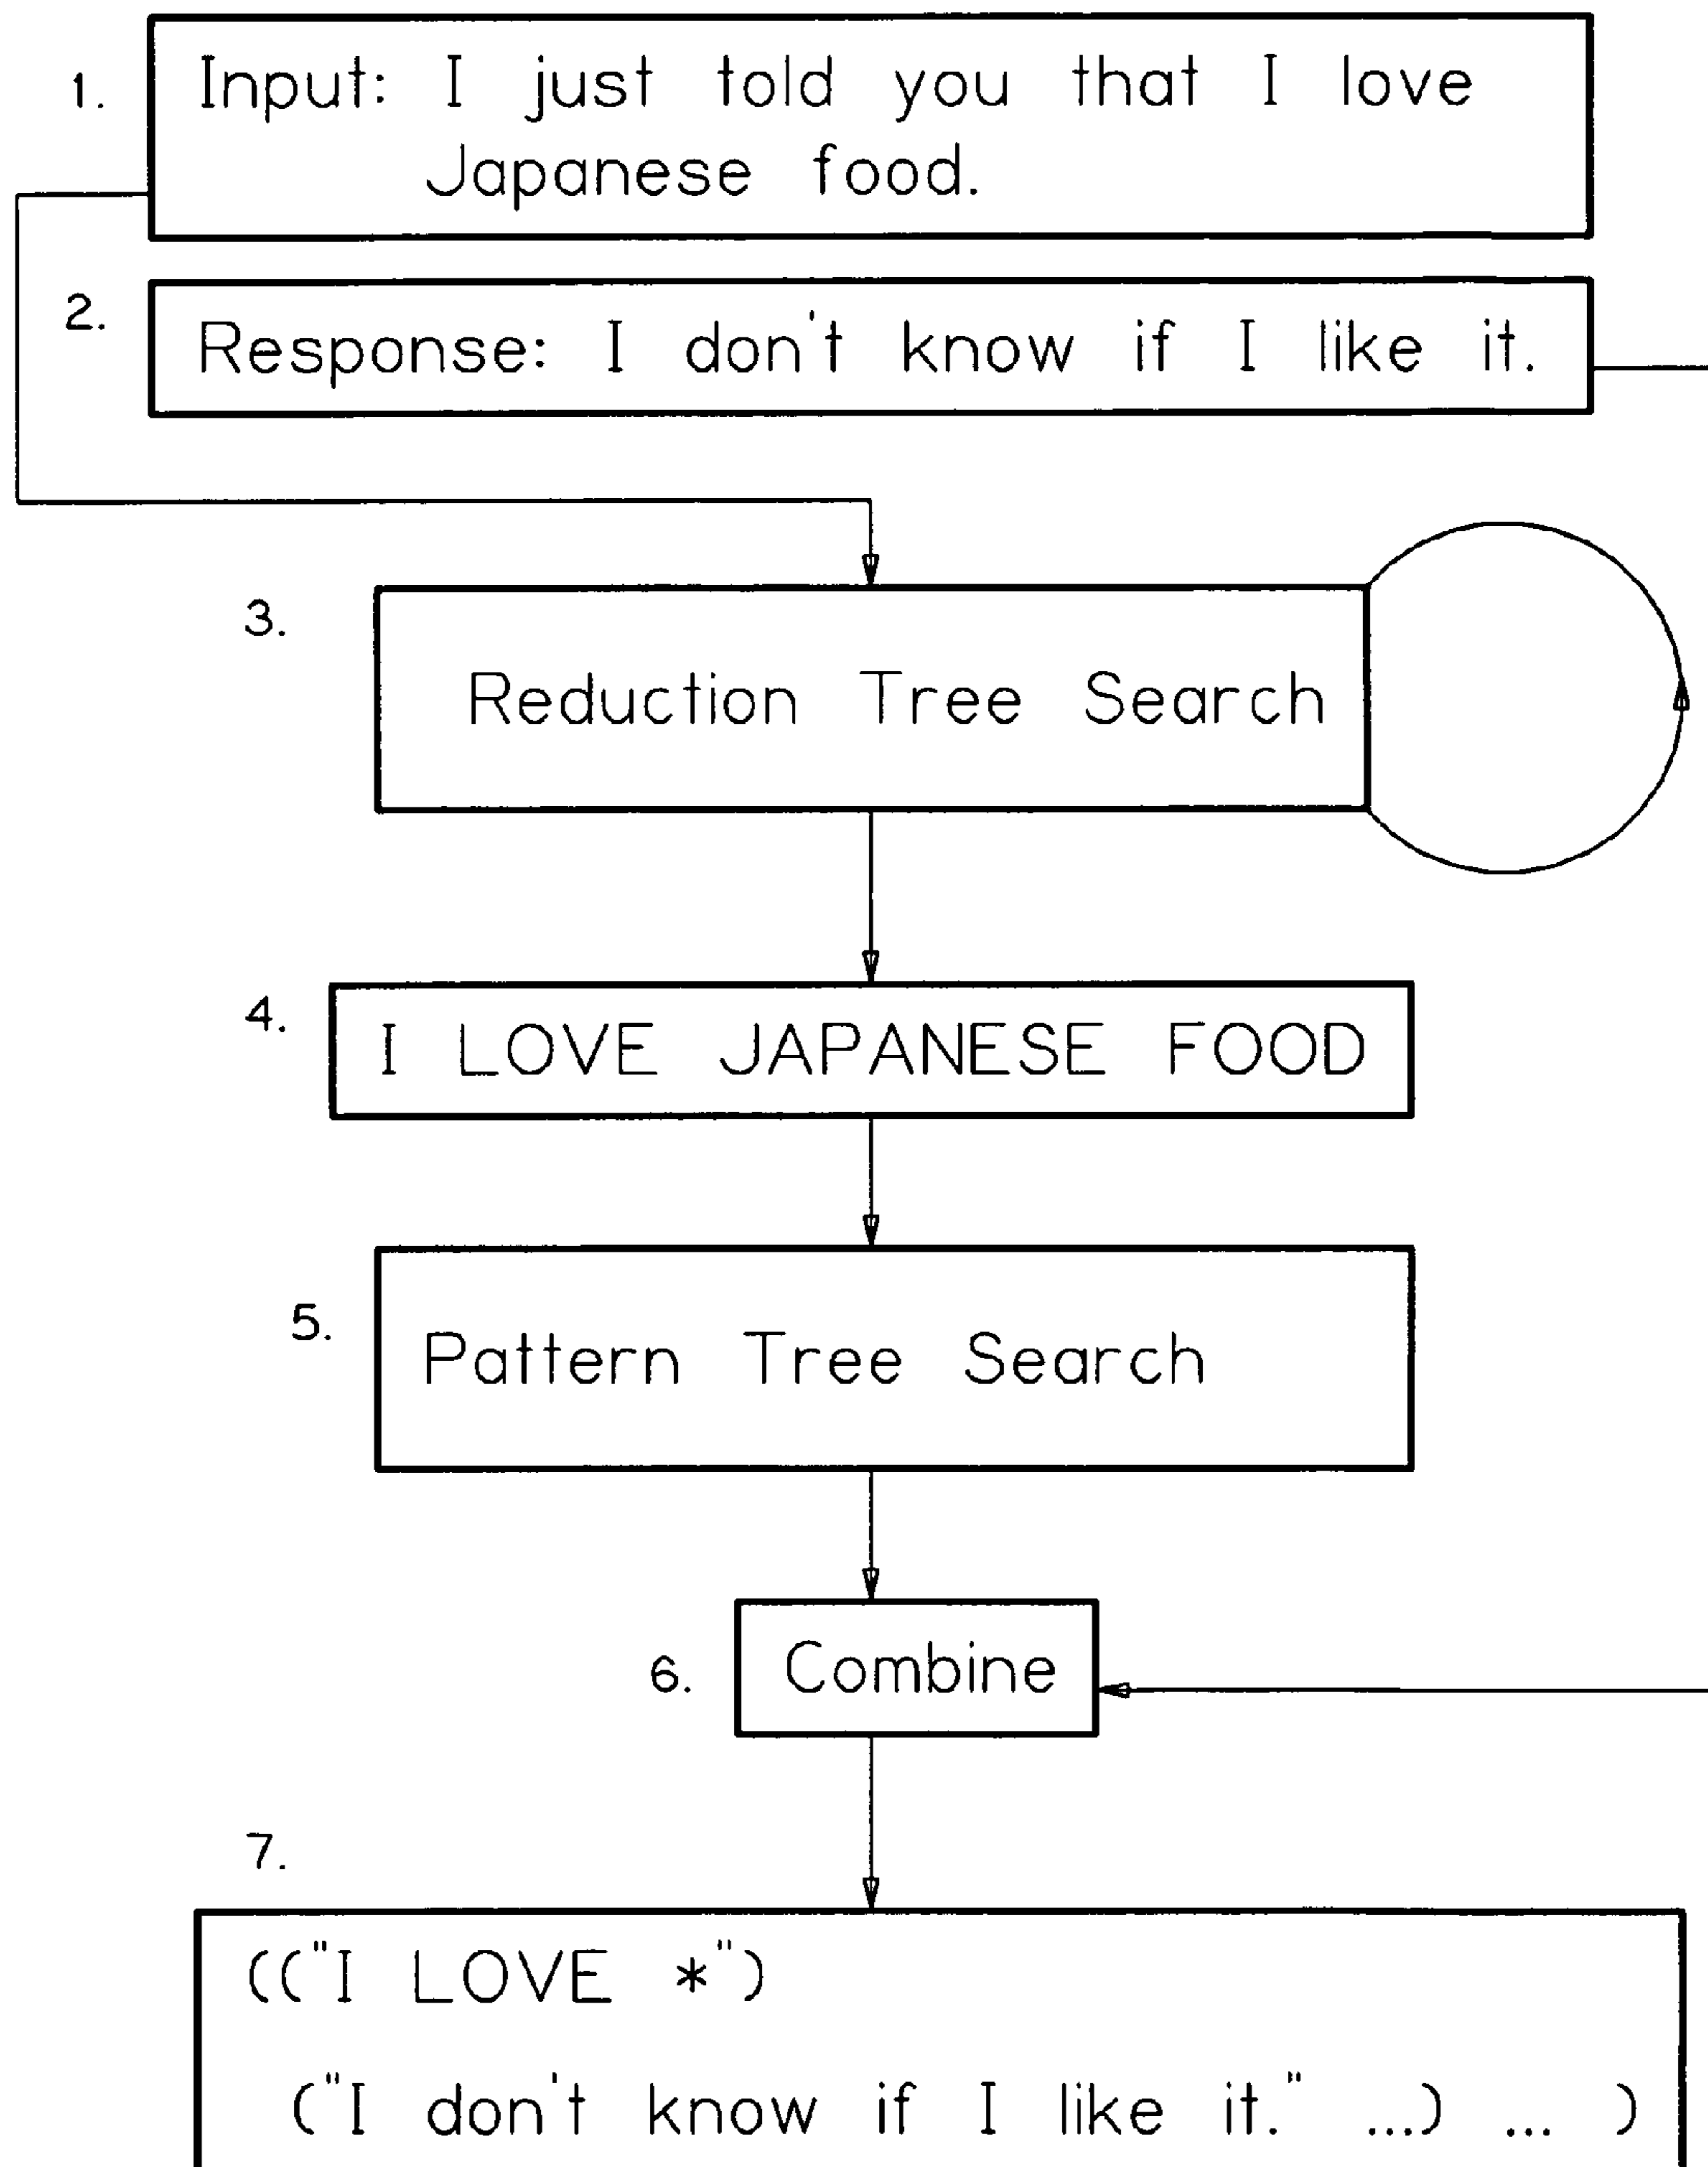 1.
Input: I just told you that I love
Japanese food.
2.
Response: I don't know if I like it.
3.
Reduction Tree Search
4.
I LOVE JAPANESE FOOD
5.
Pattern Tree Search
6.
Combine
7.
(("I LOVE *")
("I don't know if I like it." ...) ... )